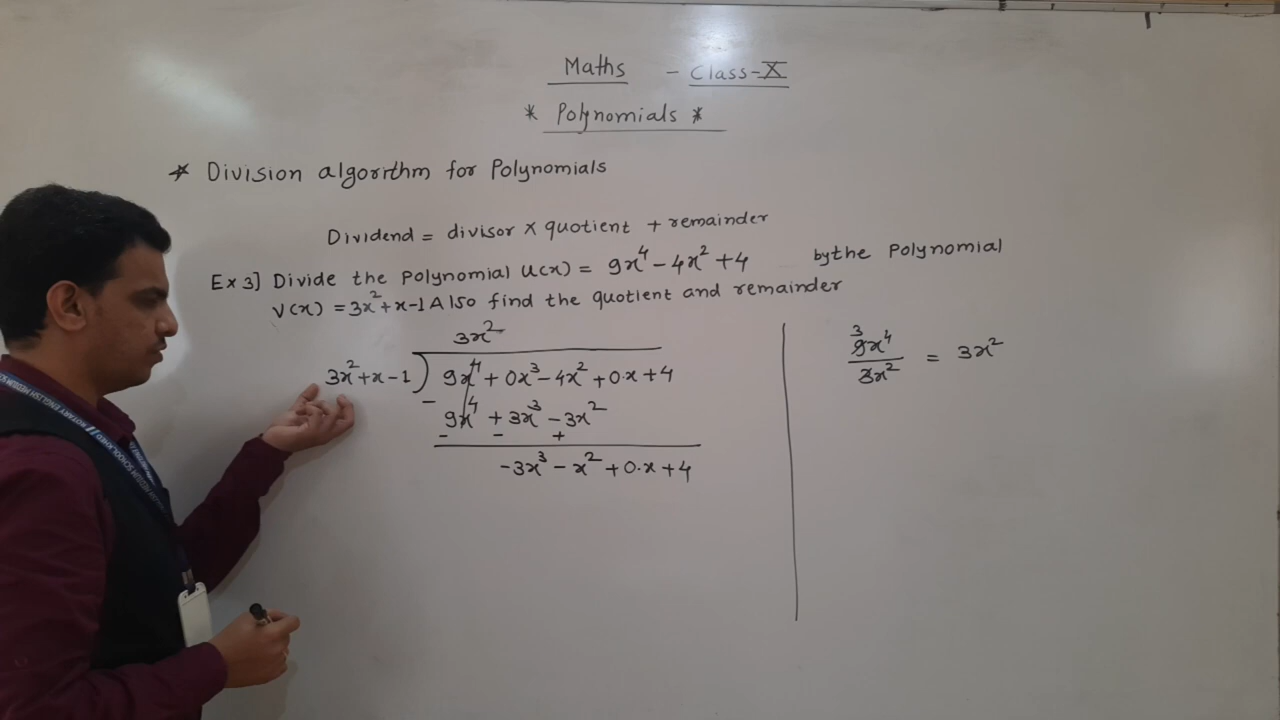 Maths - Class-X
* Polynomials *
* Division algorithm for Polynomials
Dividend = divisor × quotient + remainder
Ex 3] Divide the Polynomial u(x) = 9x⁴ - 4x² + 4 by the Polynomial
v(x) = 3x² + x - 1 Also find the quotient and remainder
3x²
3x² + x - 1 ) 9x⁴ + 0x³ - 4x² + 0.x + 4
- 9x⁴ + 3x³ - 3x²
- - +
-3x³ - x² + 0.x + 4
3
9x⁴
3x² = 3x²